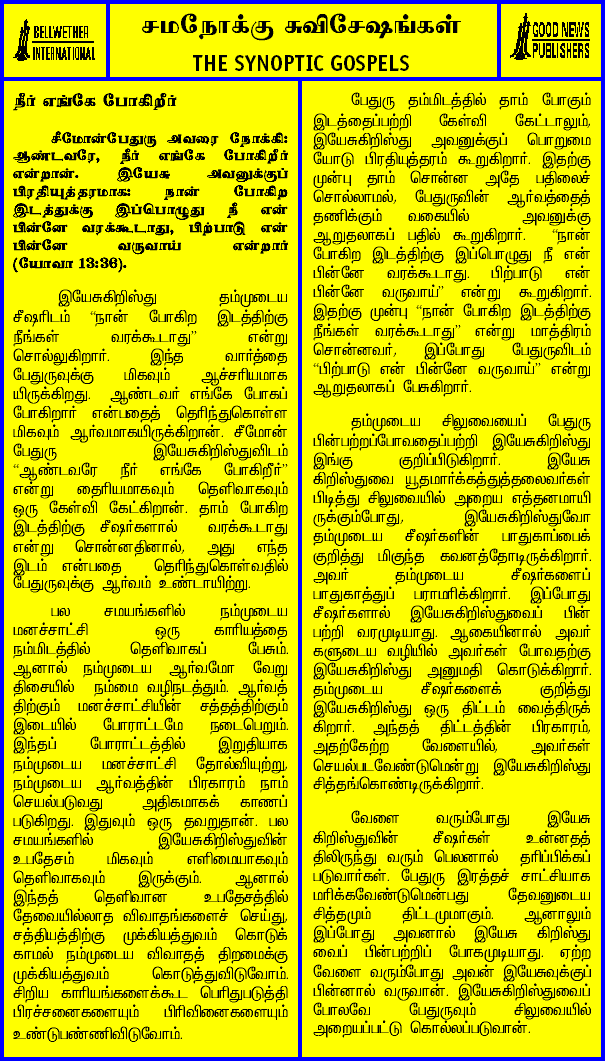 BELLWETHER
INTERNATIONAL
சமநோக்கு சுவிசேஷங்கள்
THE SYNOPTIC GOSPELS
GOOD NEWS
PUBLISHERS
நீர் எங்கே போகிறீர்
சீமோன்பேதுரு அவரை நோக்கி:
ஆண்டவரே, நீர் எங்கே போகிறீர்
என்றான். இயேசு அவனுக்குப்
பிரதியுத்தரமாக: நான் போகிற
இடத்துக்கு இப்பொழுது நீ என்
பின்னே வரக்கூடாது, பிற்பாடு என்
பின்னே வருவாய் என்றார்
(யோவா 13:36).
இயேசுகிறிஸ்து தம்முடைய
சீஷரிடம் “நான் போகிற இடத்திற்கு
நீங்கள் வரக்கூடாது” என்று
சொல்லுகிறார். இந்த வார்த்தை
பேதுருவுக்கு மிகவும் ஆச்சரியமாக
யிருக்கிறது. ஆண்டவர் எங்கே போகப்
போகிறார் என்பதைத் தெரிந்துகொள்ள
மிகவும் ஆர்வமாகயிருக்கிறான். சீமோன்
பேதுரு இயேசுகிறிஸ்துவிடம்
“ஆண்டவரே நீர் எங்கே போகிறீர்”
என்று தைரியமாகவும் தெளிவாகவும்
ஒரு கேள்வி கேட்கிறான். தாம் போகிற
இடத்திற்கு சீஷர்களால் வரக்கூடாது
என்று சொன்னதினால், அது எந்த
இடம் என்பதை தெரிந்துகொள்வதில்
பேதுருவுக்கு ஆர்வம் உண்டாயிற்று.
பல சமயங்களில் நம்முடைய
மனச்சாட்சி ஒரு காரியத்தை
நம்மிடத்தில் தெளிவாகப் பேசும்.
ஆனால் நம்முடைய ஆர்வமோ வேறு
திசையில் நம்மை வழிநடத்தும். ஆர்வத்
திற்கும் மனச்சாட்சியின் சத்தத்திற்கும்
இடையில் போராட்டமே நடைபெறும்.
இந்தப் போராட்டத்தில் இறுதியாக
நம்முடைய மனச்சாட்சி தோல்வியுற்று,
நம்முடைய ஆர்வத்தின் பிரகாரம் நாம்
செயல்படுவது அதிகமாகக் காணப்
படுகிறது. இதுவும் ஒரு தவறுதான். பல
சமயங்களில் இயேசுகிறிஸ்துவின்
உபதேசம் மிகவும் எளிமையாகவும்
தெளிவாகவும் இருக்கும். ஆனால்
இந்தத் தெளிவான உபதேசத்தில்
தேவையில்லாத விவாதங்களைச் செய்து,
சத்தியத்திற்கு முக்கியத்துவம் கொடுக்
காமல் நம்முடைய விவாதத் திறமைக்கு
முக்கியத்துவம் கொடுத்துவிடுவோம்.
சிறிய காரியங்களைக்கூட பெரிதுபடுத்தி
பிரச்சனைகளையும் பிரிவினைகளையும்
உண்டுபண்ணிவிடுவோம்.
பேதுரு தம்மிடத்தில் தாம் போகும்
இடத்தைப்பற்றி கேள்வி கேட்டாலும்,
இயேசுகிறிஸ்து அவனுக்குப் பொறுமை
யோடு பிரதியுத்தரம் கூறுகிறார். இதற்கு
முன்பு தாம் சொன்ன அதே பதிலைச்
சொல்லாமல், பேதுருவின் ஆர்வத்தைத்
தணிக்கும் வகையில் அவனுக்கு
ஆறுதலாகப் பதில் கூறுகிறார். “நான்
போகிற இடத்திற்கு இப்பொழுது நீ என்
பின்னே வரக்கூடாது. பிற்பாடு என்
பின்னே வருவாய்” என்று கூறுகிறார்.
இதற்கு முன்பு “நான் போகிற இடத்திற்கு
நீங்கள் வரக்கூடாது” என்று மாத்திரம்
சொன்னவர், இப்போது பேதுருவிடம்
“பிற்பாடு என் பின்னே வருவாய்” என்று
ஆறுதலாகப் பேசுகிறார்.
தம்முடைய சிலுவையைப் பேதுரு
பின்பற்றப்போவதைப்பற்றி இயேசுகிறிஸ்து
இங்கு குறிப்பிடுகிறார். இயேசு
கிறிஸ்துவை யூதமார்க்கத்துத்தலைவர்கள்
பிடித்து சிலுவையில் அறைய எத்தனமாயி
ருக்கும்போது, இயேசுகிறிஸ்துவோ
தம்முடைய சீஷர்களின் பாதுகாப்பைக்
குறித்து மிகுந்த கவனத்தோடிருக்கிறார்.
அவர் தம்முடைய சீஷர்களைப்
பாதுகாத்துப் பராமரிக்கிறார். இப்போது
சீஷர்களால் இயேசுகிறிஸ்துவைப் பின்
பற்றி வரமுடியாது. ஆகையினால் அவர்
களுடைய வழியில் அவர்கள் போவதற்கு
இயேசுகிறிஸ்து அனுமதி கொடுக்கிறார்.
தம்முடைய சீஷர்களைக் குறித்து
இயேசுகிறிஸ்து ஒரு திட்டம் வைத்திருக்
கிறார். அந்தத் திட்டத்தின் பிரகாரம்,
அதற்கேற்ற வேளையில், அவர்கள்
செயல்படவேண்டுமென்று இயேசுகிறிஸ்து
சித்தங்கொண்டிருக்கிறார்.
வேளை வரும்போது இயேசு
கிறிஸ்துவின் சீஷர்கள் உன்னதத்
திலிருந்து வரும் பெலனால் தரிப்பிக்கப்
படுவார்கள். பேதுரு இரத்தச் சாட்சியாக
மரிக்கவேண்டுமென்பது தேவனுடைய
சித்தமும் திட்டமுமாகும். ஆனாலும்
இப்போது அவனால் இயேசு கிறிஸ்து
வைப் பின்பற்றிப் போகமுடியாது. ஏற்ற
வேளை வரும்போது அவன் இயேசுவுக்குப்
பின்னால் வருவான். இயேசுகிறிஸ்துவைப்
போலவே பேதுருவும் சிலுவையில்
அறையப்பட்டு கொல்லப்படுவான்.